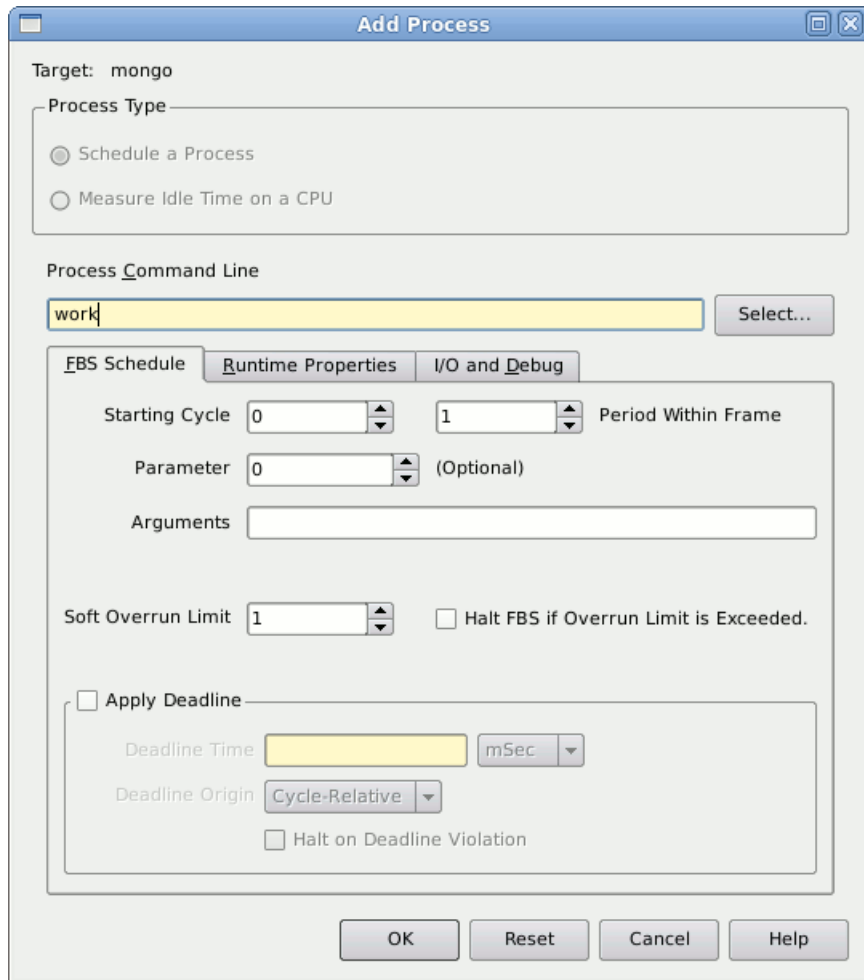 Add Process
Target: mongo
Process Type
Schedule a Process
Measure Idle Time on a CPU
Process Command Line
work Select...
FBS Schedule Runtime Properties I/O and Debug
Starting Cycle 0 1 Period Within Frame
Parameter 0 (Optional)
Arguments
Soft Overrun Limit 1 Halt FBS if Overrun Limit is Exceeded.
Apply Deadline
Deadline Time mSec
Deadline Origin Cycle-Relative
Halt on Deadline Violation
OK Reset Cancel Help